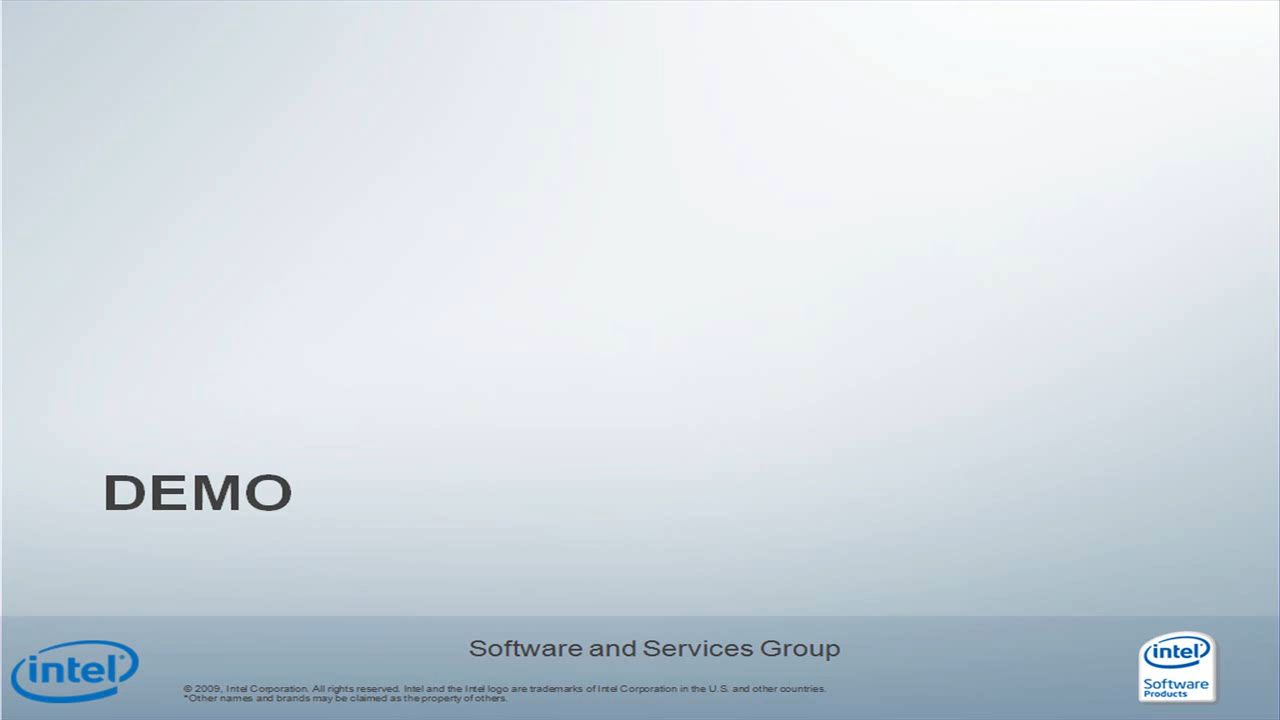 DEMO
Software and Services Group
intel
© 2009, Intel Corporation. All rights reserved. Intel and the Intel logo are trademarks of Intel Corporation in the U.S. and other countries.
*Other names and brands may be claimed as the property of others.
intel
Software
Products